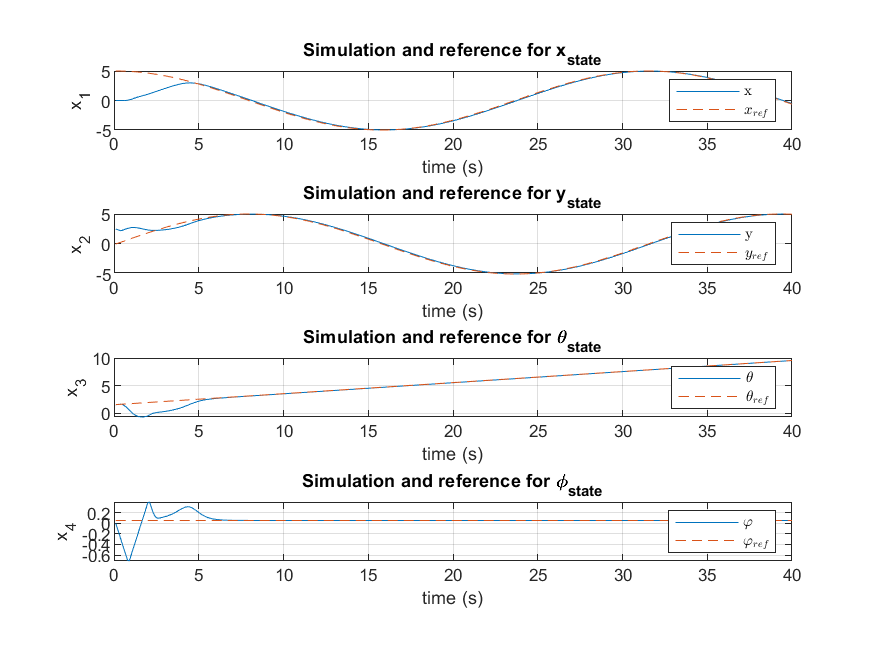 Simulation and reference for x_state
5
0
-5
x_1
x
x_ref
0 5 10 15 20 25 30 35 40
time (s)
Simulation and reference for y_state
5
0
-5
x_2
y
y_ref
0 5 10 15 20 25 30 35 40
time (s)
Simulation and reference for θ_state
10
5
0
x_3
θ
θ_ref
0 5 10 15 20 25 30 35 40
time (s)
Simulation and reference for ϕ_state
0.2
0
-0.2
-0.4
-0.6
x_4
φ
φ_ref
0 5 10 15 20 25 30 35 40
time (s)